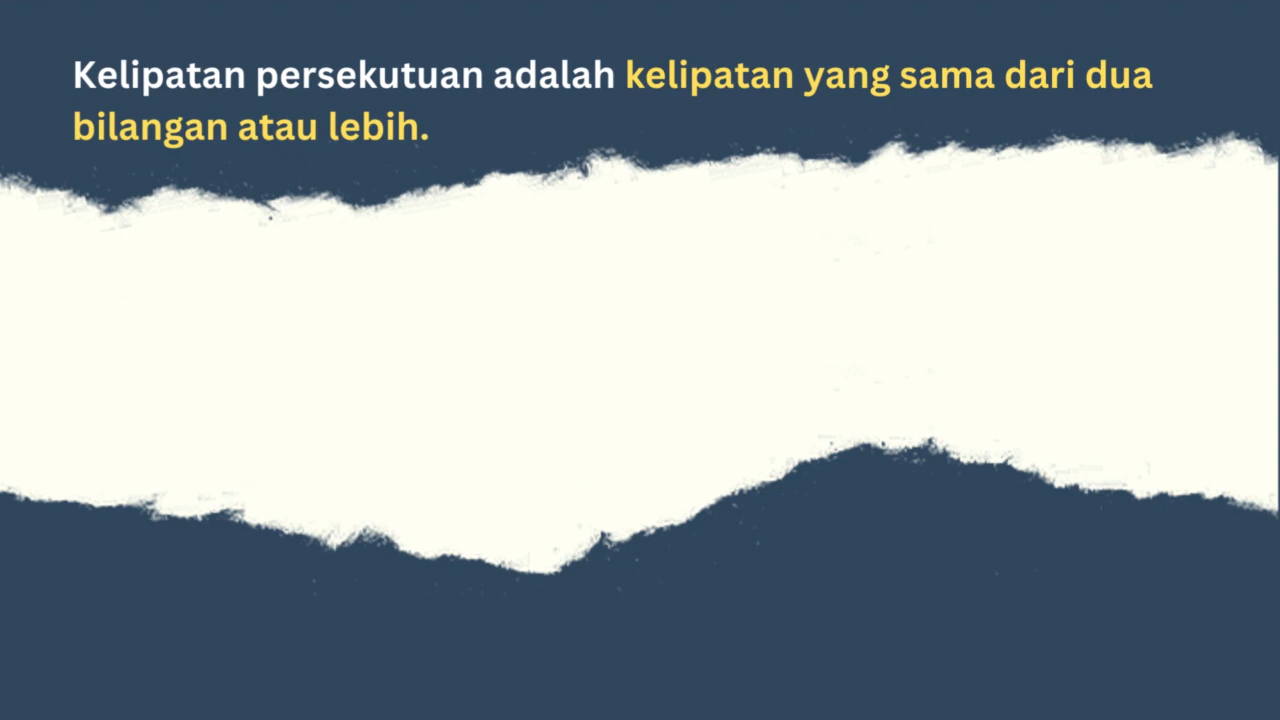 Kelipatan persekutuan adalah kelipatan yang sama dari dua
bilangan atau lebih.